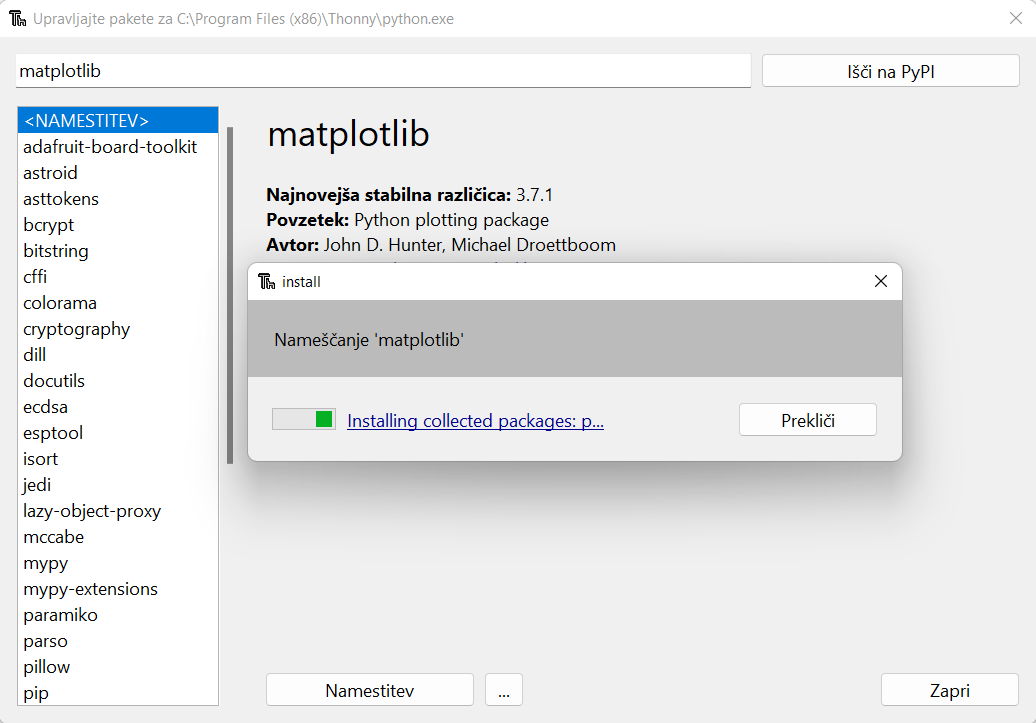 Upravljajte pakete za C:\Program Files (x86)\Thonny\python.exe
matplotlib
Išči na PyPI
<NAMESTITEV>
adafruit-board-toolkit
astroid
asttokens
bcrypt
bitstring
cffi
colorama
cryptography
dill
docutils
ecdsa
esptool
isort
jedi
lazy-object-proxy
mccabe
mypy
mypy-extensions
paramiko
parso
pillow
pip
matplotlib
Najnovejša stabilna različica: 3.7.1
Povzetek: Python plotting package
Avtor: John D. Hunter, Michael Droettboom
install
Nameščanje 'matplotlib'
Installing collected packages: p...
Prekliči
Namestitev
...
Zapri